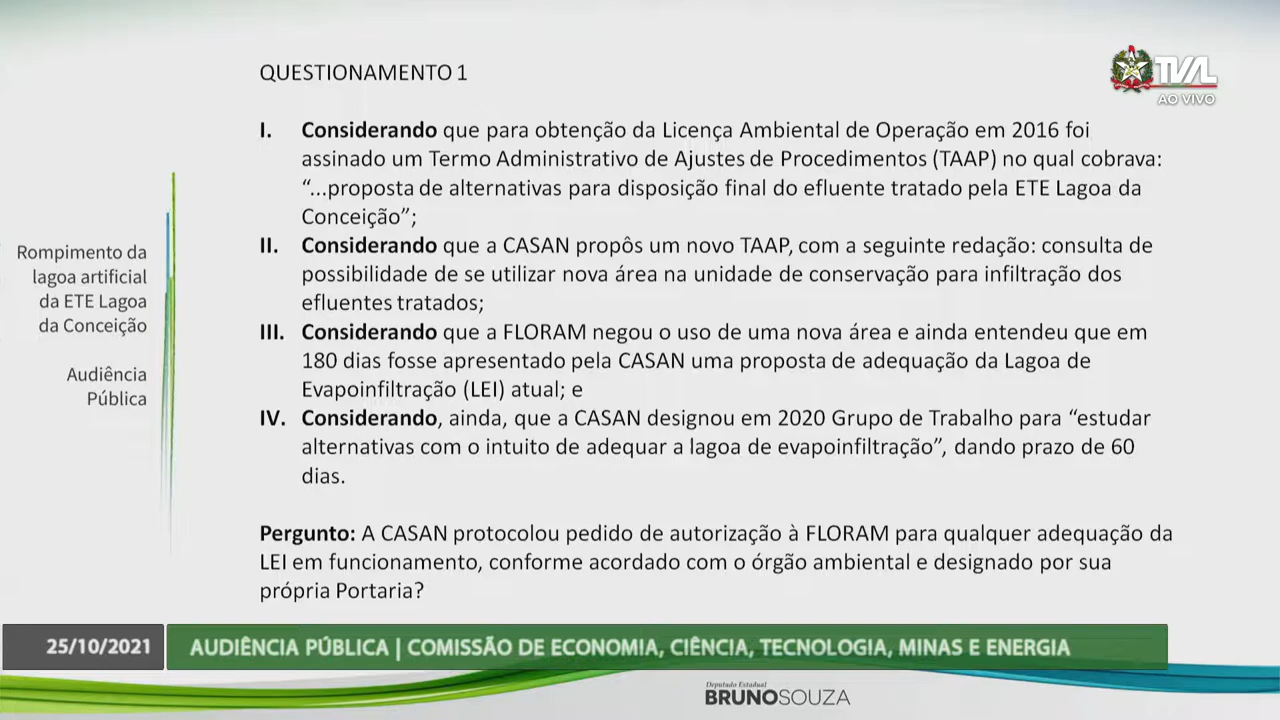 QUESTIONAMENTO 1
TVAL
AO VIVO
I. Considerando que para obtenção da Licença Ambiental de Operação em 2016 foi
assinado um Termo Administrativo de Ajustes de Procedimentos (TAAP) no qual cobrava:
“...proposta de alternativas para disposição final do efluente tratado pela ETE Lagoa da
Conceição”;
II. Considerando que a CASAN propôs um novo TAAP, com a seguinte redação: consulta de
possibilidade de se utilizar nova área na unidade de conservação para infiltração dos
efluentes tratados;
III. Considerando que a FLORAM negou o uso de uma nova área e ainda entendeu que em
180 dias fosse apresentado pela CASAN uma proposta de adequação da Lagoa de
Evapoinfiltração (LEI) atual; e
IV. Considerando, ainda, que a CASAN designou em 2020 Grupo de Trabalho para “estudar
alternativas com o intuito de adequar a lagoa de evapoinfiltração”, dando prazo de 60
dias.
Pergunto: A CASAN protocolou pedido de autorização à FLORAM para qualquer adequação da
LEI em funcionamento, conforme acordado com o órgão ambiental e designado por sua
própria Portaria?
Rompimento da
lagoa artificial
da ETE Lagoa
da Conceição
Audiência
Pública
25/10/2021
AUDIÊNCIA PÚBLICA | COMISSÃO DE ECONOMIA, CIÊNCIA, TECNOLOGIA, MINAS E ENERGIA
Deputado Estadual
BRUNOSOUZA